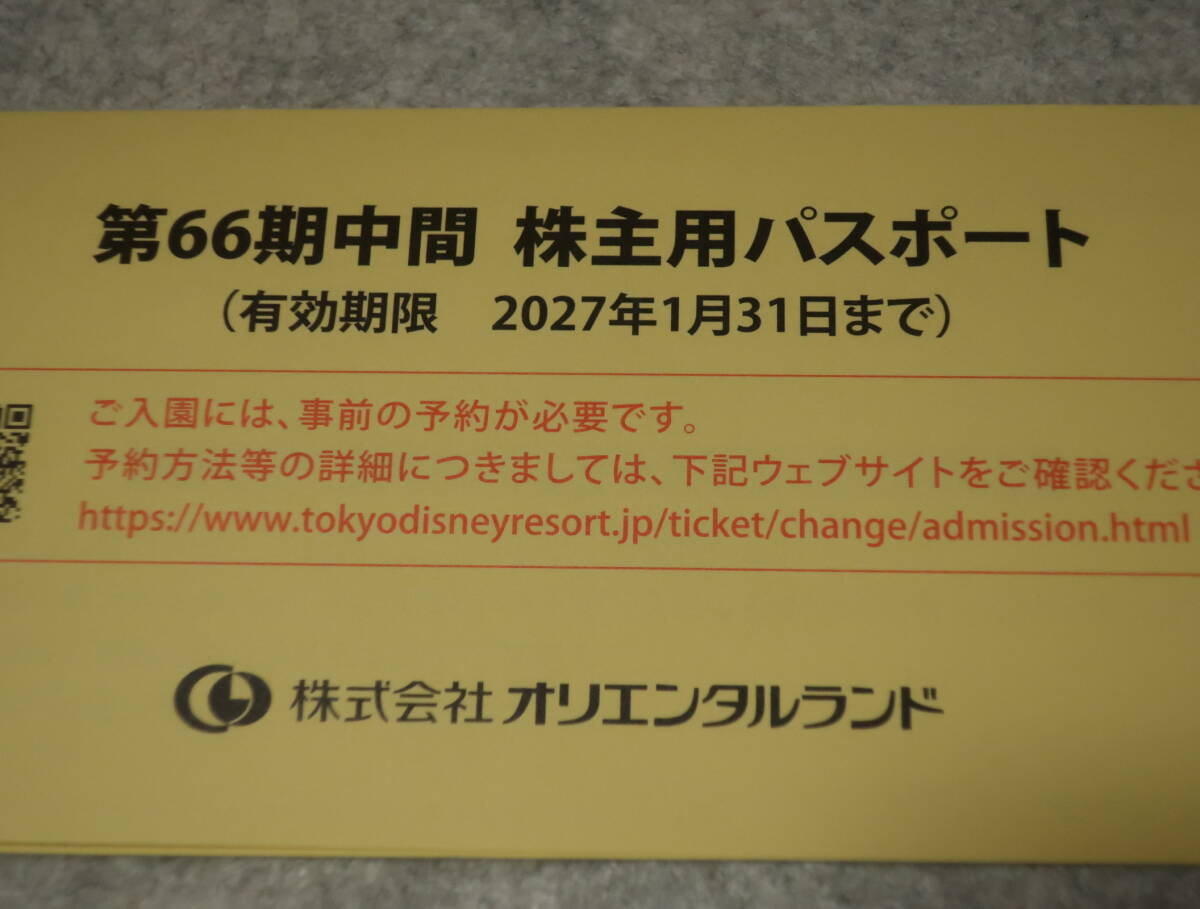 第66期中間 株主用パスポート
（有効期限　2027年1月31日まで）
ご入園には、事前の予約が必要です。
予約方法等の詳細につきましては、下記ウェブサイトをご確認くださ
https://www.tokyodisneyresort.jp/ticket/change/admission.html
株式会社 オリエンタルランド